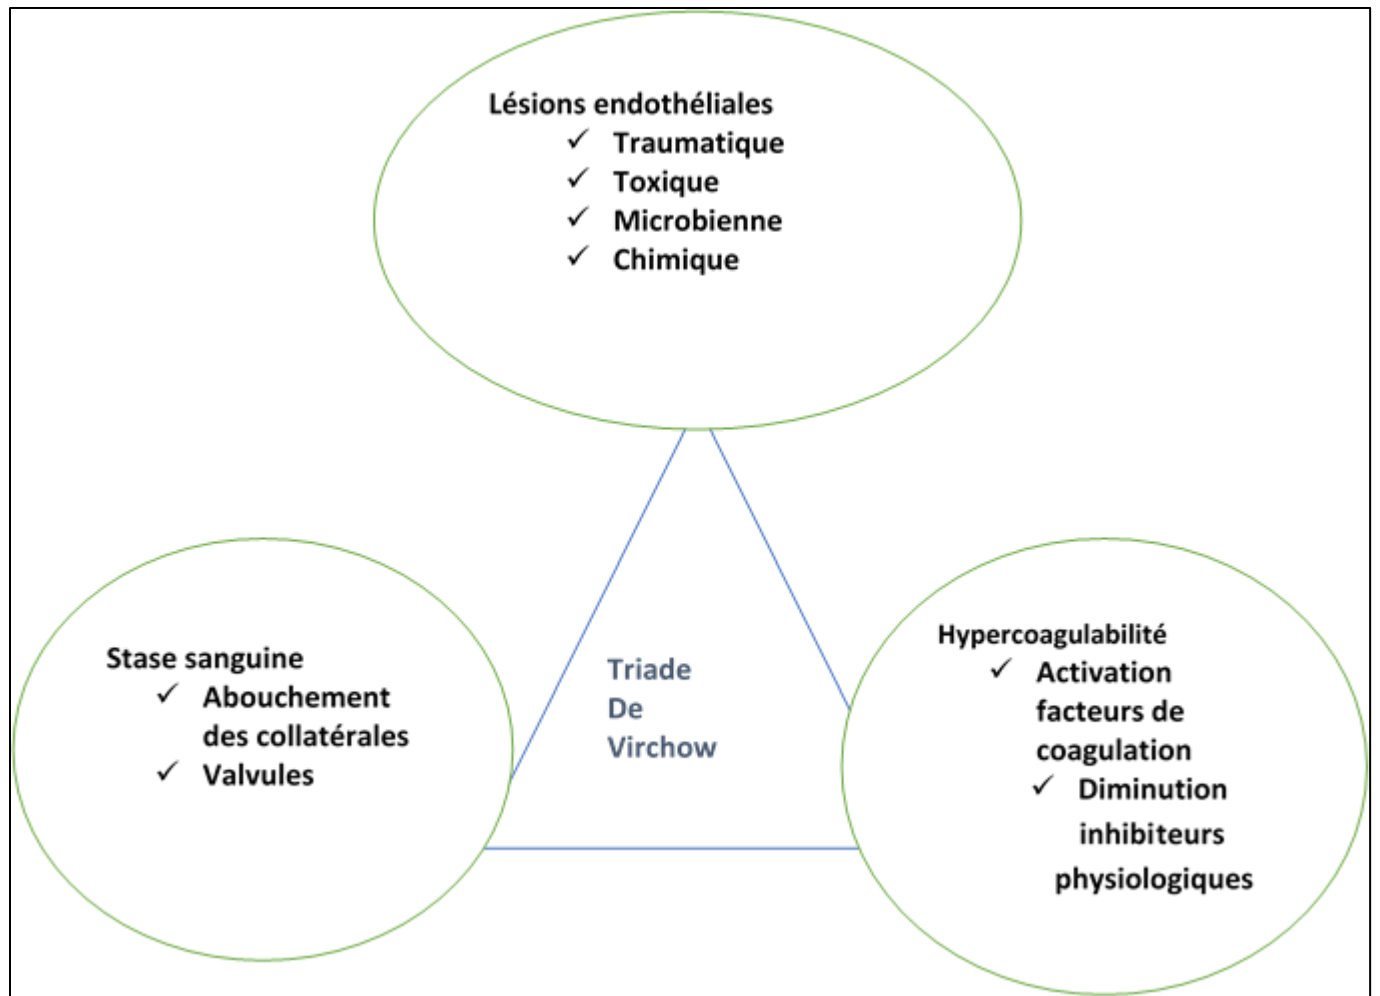 Lésions endothéliales
✓ Traumatique
✓ Toxique
✓ Microbienne
✓ Chimique
Stase sanguine
✓ Abouchement
des collatérales
✓ Valvules
Triade
De
Virchow
Hypercoagulabilité
✓ Activation
facteurs de
coagulation
✓ Diminution
inhibiteurs
physiologiques